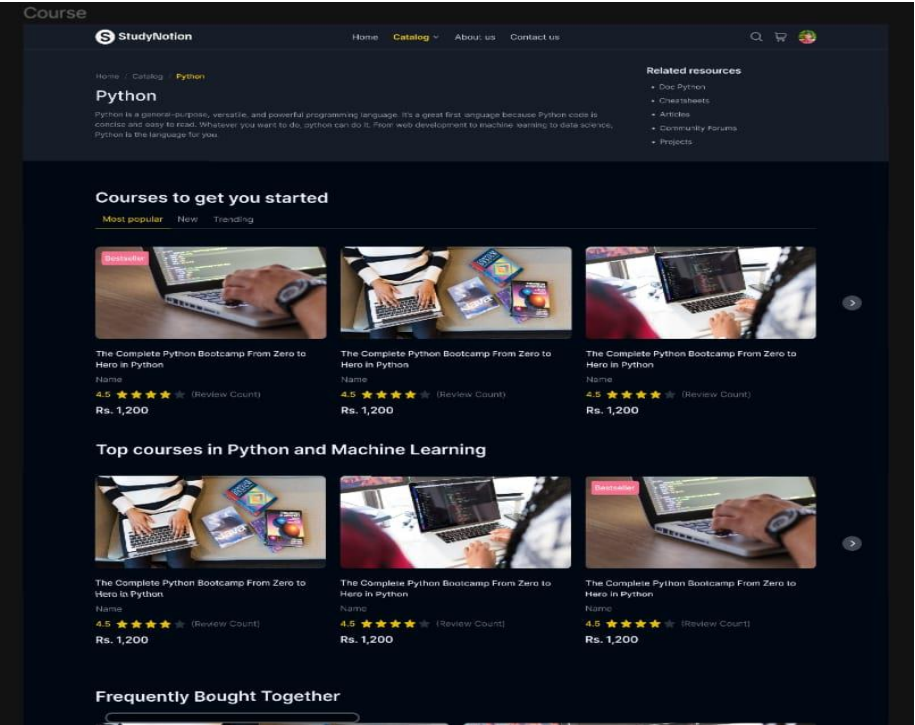 Course
S StudyNotion
Home Catalog About us Contact us
Home / Catalog / Python
Python
Python is a general-purpose, versatile, and powerful programming language. It's a great first language because Python code is
concise and easy to read. Whatever you want to do, python can do it. From web development to machine learning to data science,
Python is the language for you.
Related resources
• Doc Python
• Cheatsheets
• Articles
• Community Forums
• Projects
Courses to get you started
Most popular New Trending
Bestseller
The Complete Python Bootcamp From Zero to
Hero in Python
Name
4.5 (Review Count)
Rs. 1,200
The Complete Python Bootcamp From Zero to
Hero in Python
Name
4.5 (Review Count)
Rs. 1,200
The Complete Python Bootcamp From Zero to
Hero in Python
Name
4.5 (Review Count)
Rs. 1,200
Top courses in Python and Machine Learning
The Complete Python Bootcamp From Zero to
Hero in Python
Name
4.5 (Review Count)
Rs. 1,200
The Complete Python Bootcamp From Zero to
Hero in Python
Name
4.5 (Review Count)
Rs. 1,200
Bestseller
The Complete Python Bootcamp From Zero to
Hero in Python
Name
4.5 (Review Count)
Rs. 1,200
Frequently Bought Together